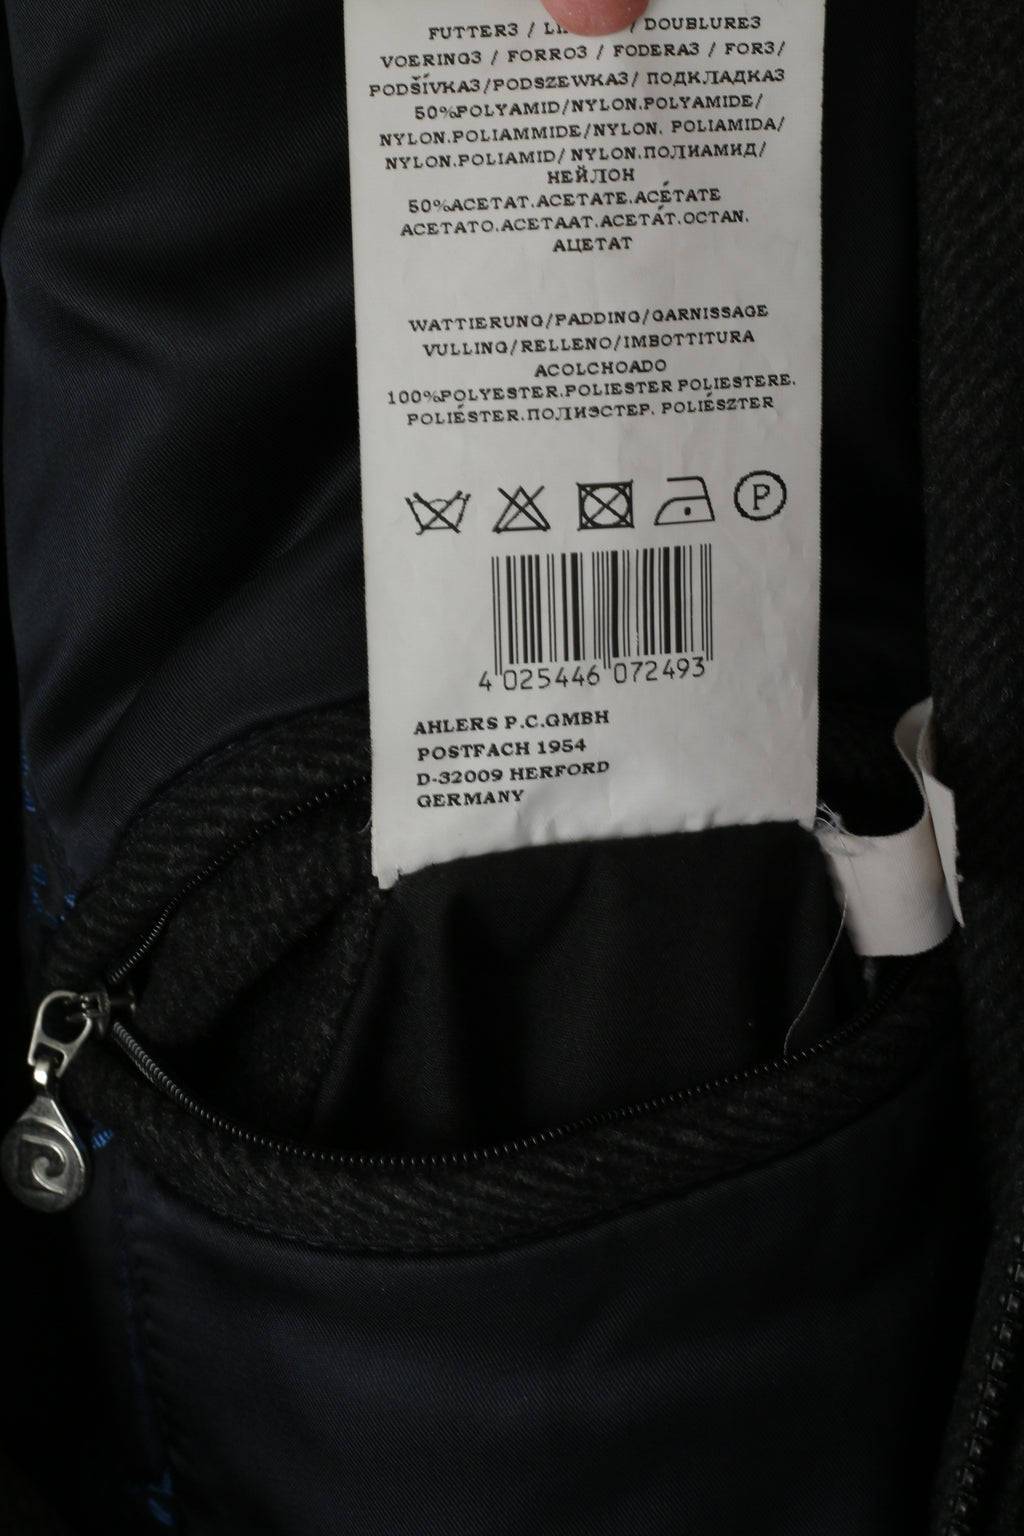 FUTTER3 / / DOUBLURE3
VOERING3 / FORRO3 / FODERA3 / FOR3/
PODŠÍVKA3/PODSZEWKA3/ ПОДКЛАДКА3
50%POLYAMID/NYLON.POLYAMIDE/
NYLON.POLIAMMIDE/NYLON. POLIAMIDA/
NYLON.POLIAMID/ NYLON.ПОЛИАМИД/
НЕЙЛОН
50%ACETAT.ACETATE.ACÉTATE
ACETATO.ACETAAT.ACETÁT.OCTAN.
АЦЕТАТ
WATTIERUNG/PADDING/GARNISSAGE
VULLING/RELLENO/IMBOTTITURA
ACOLCHOADO
100%POLYESTER.POLIESTER POLIESTERE.
POLIÉSTER.ПОЛИЭСТЕР. POLIÉSZTER
P
4 025446 072493
AHLERS P.C.GMBH
POSTFACH 1954
D-32009 HERFORD
GERMANY